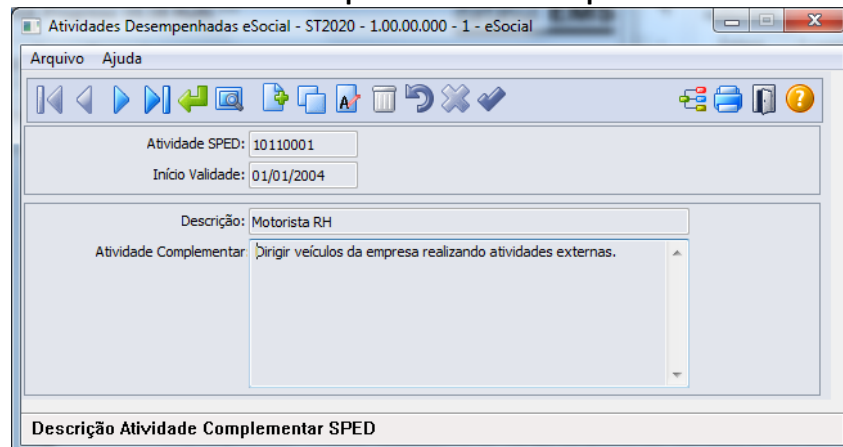 Atividades Desempenhadas eSocial - ST2020 - 1.00.00.000 - 1 - eSocial
Arquivo Ajuda
Atividade SPED: 10110001
Início Validade: 01/01/2004
Descrição: Motorista RH
Atividade Complementar: Dirigir veículos da empresa realizando atividades externas.
Descrição Atividade Complementar SPED